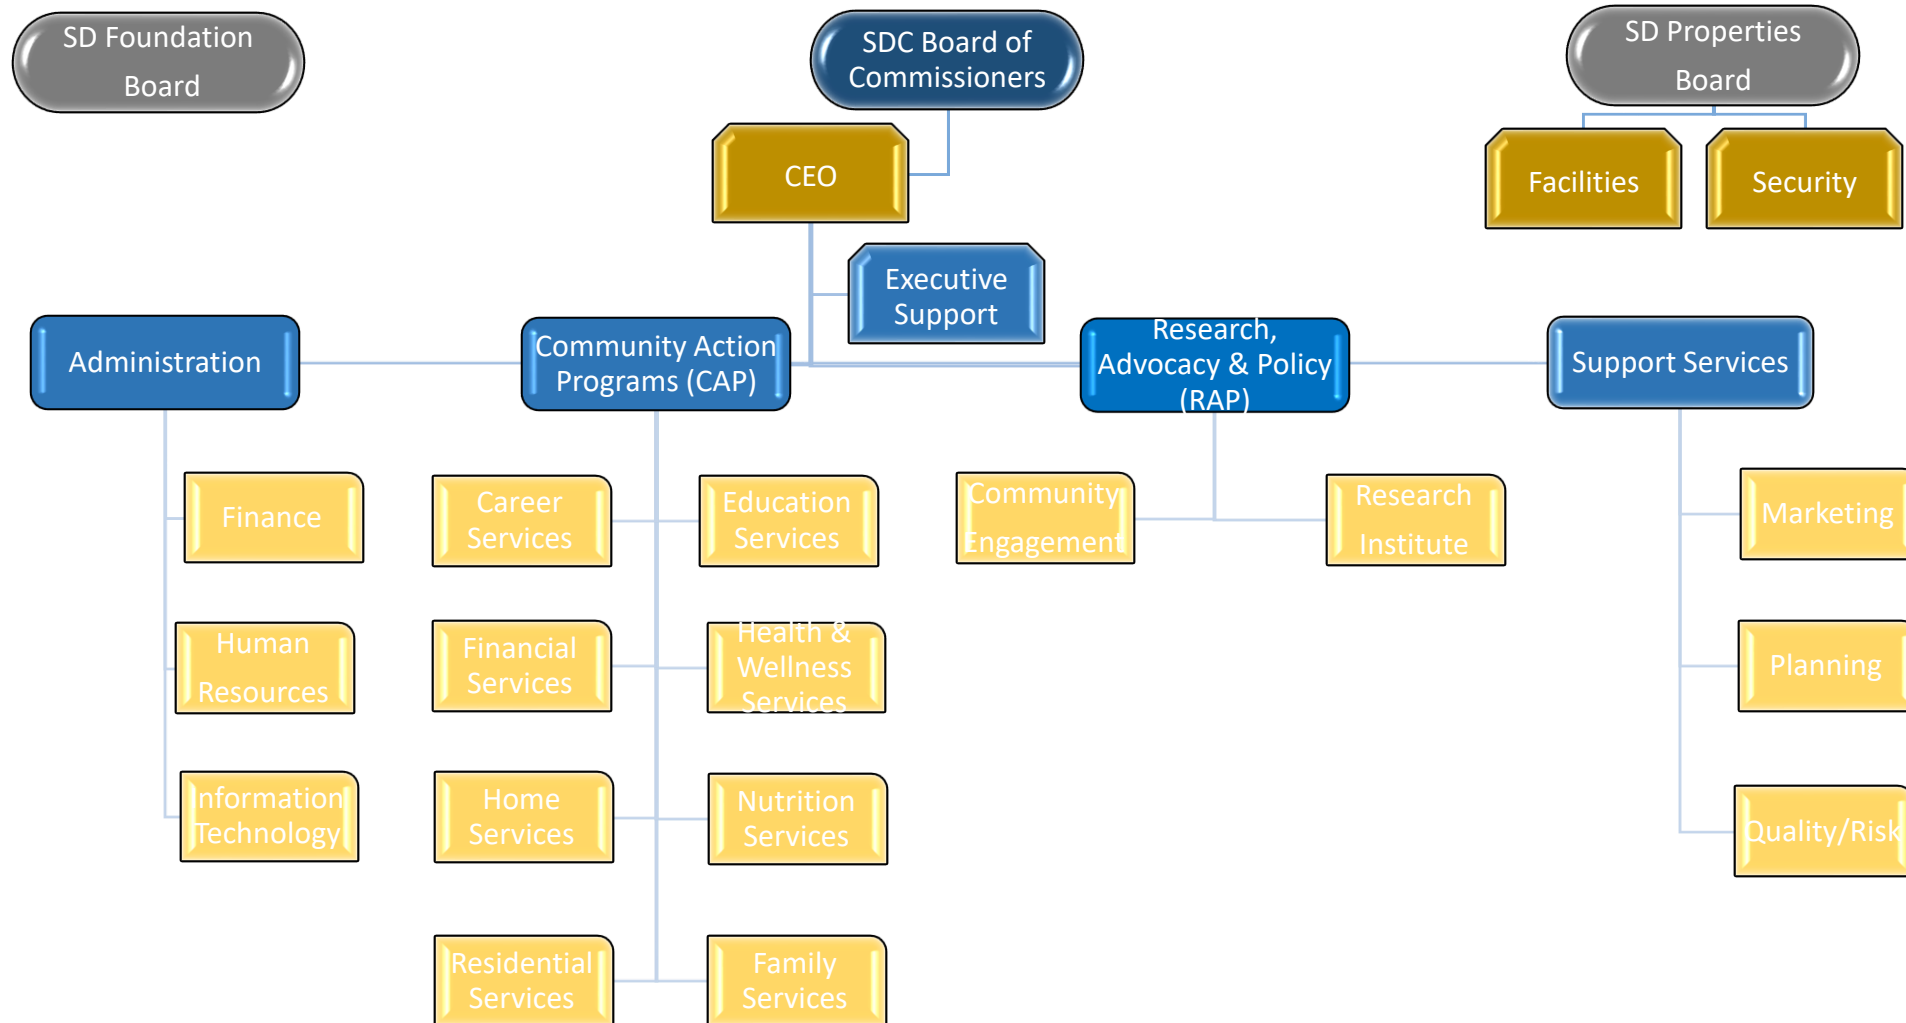 SD Foundation
Board
SDC Board of
Commissioners
SD Properties
Board
CEO
Facilities
Security
Executive
Support
Administration
Community Action
Programs (CAP)
Research,
Advocacy & Policy
(RAP)
Support Services
Finance
Human
Resources
Information
Technology
Career
Services
Education
Services
Financial
Services
Health &
Wellness
Services
Home
Services
Nutrition
Services
Residential
Services
Family
Services
Community
Engagement
Research
Institute
Marketing
Planning
Quality/Risk